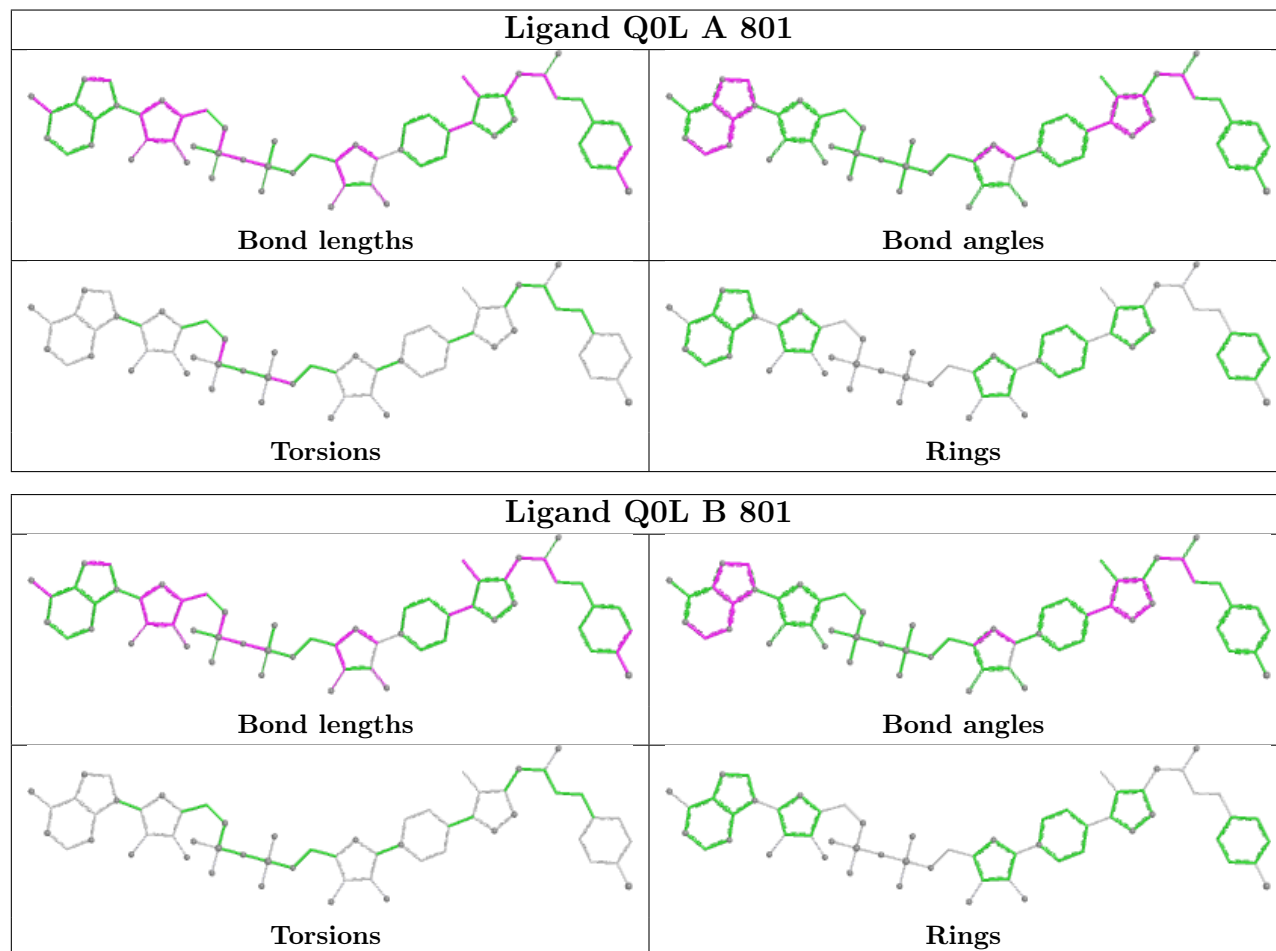 Ligand Q0L A 801
Bond lengths
Bond angles
Torsions
Rings
Ligand Q0L B 801
Bond lengths
Bond angles
Torsions
Rings